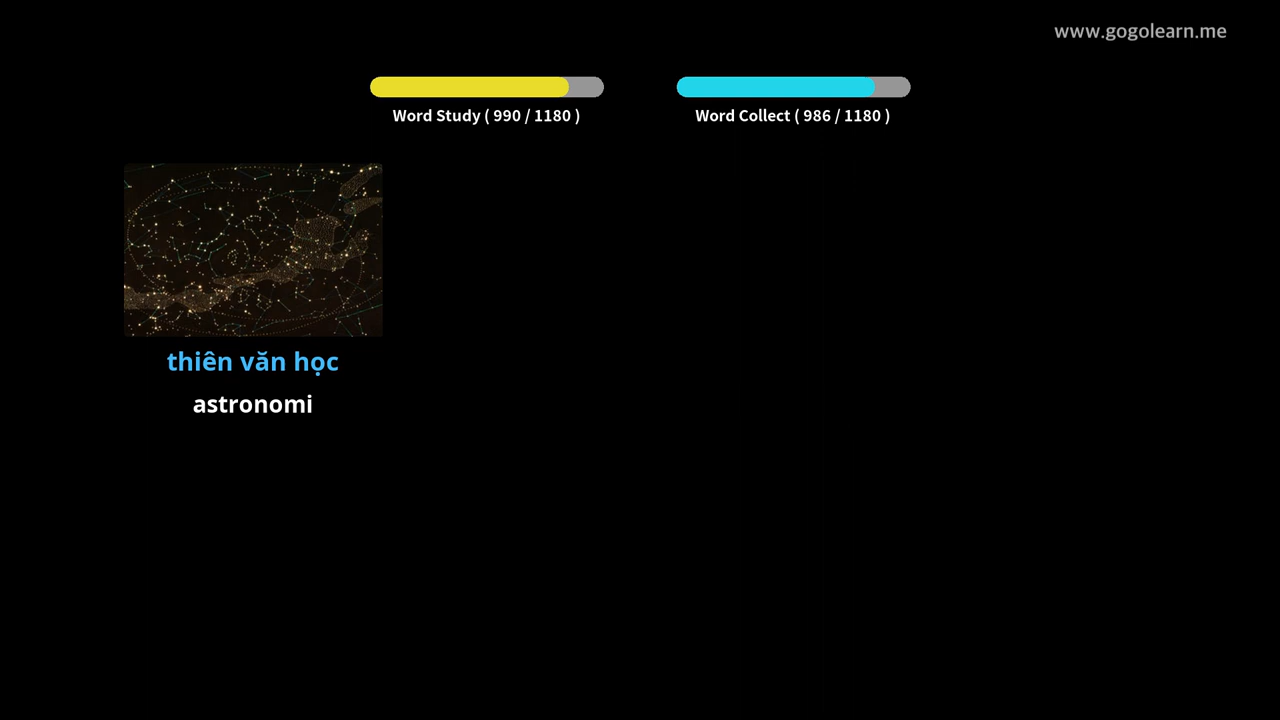 www.gogolearn.me
Word Study ( 990 / 1180 )
Word Collect ( 986 / 1180 )
thiên văn học
astronomi